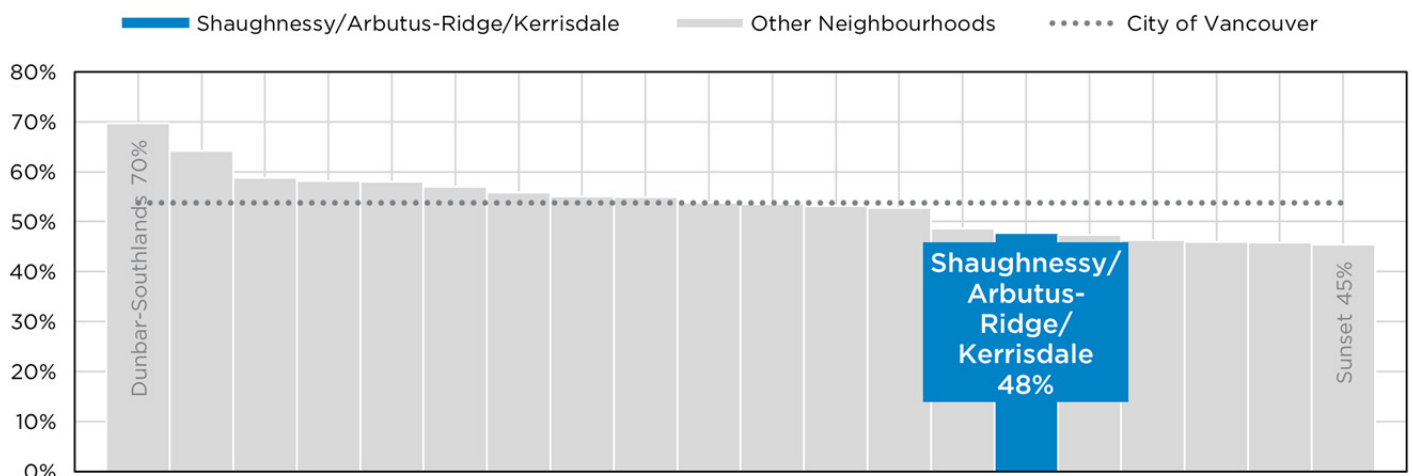 Shaughnessy/Arbutus-Ridge/Kerrisdale
Other Neighbourhoods
City of Vancouver
80%
70%
60%
50%
40%
30%
20%
10%
0%
Dunbar-Southlands 70%
Shaughnessy/
Arbutus-
Ridge/
Kerrisdale
48%
Sunset 45%